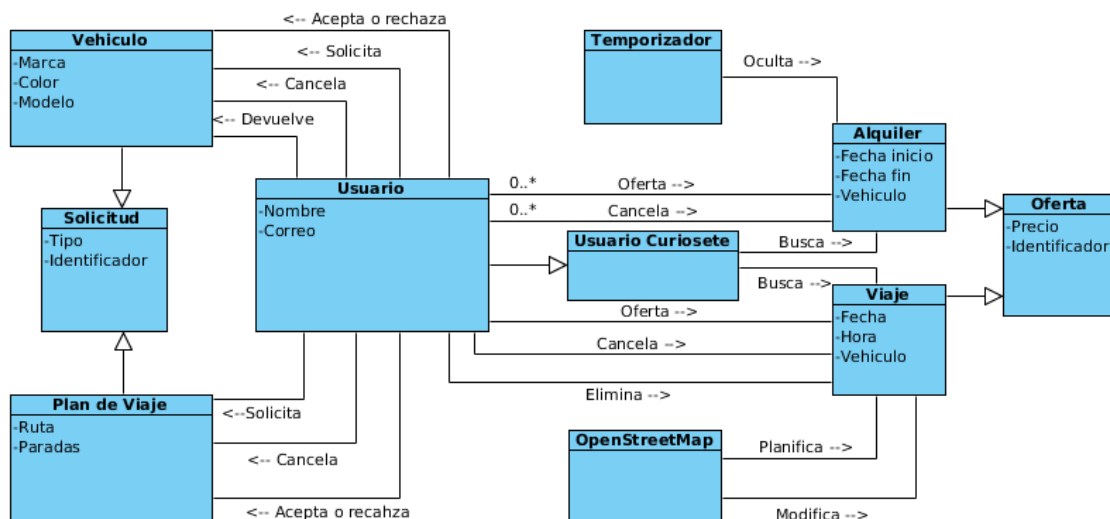 <-- Acepta o rechaza
Vehiculo
-Marca
-Color
-Modelo
<-- Solicita
<-- Cancela
<-- Devuelve
Temporizador
Oculta -->
Alquiler
-Fecha inicio
-Fecha fin
-Vehiculo
Usuario
-Nombre
-Correo
0..*
Oferta -->
0..*
Cancela -->
Oferta
-Precio
-Identificador
Solicitud
-Tipo
-Identificador
Usuario Curiosete
Busca -->
Busca -->
Viaje
-Fecha
-Hora
-Vehiculo
Oferta -->
Cancela -->
Elimina -->
Plan de Viaje
-Ruta
-Paradas
<--Solicita
<-- Cancela
<-- Acepta o recahza
OpenStreetMap
Planifica -->
Modifica -->